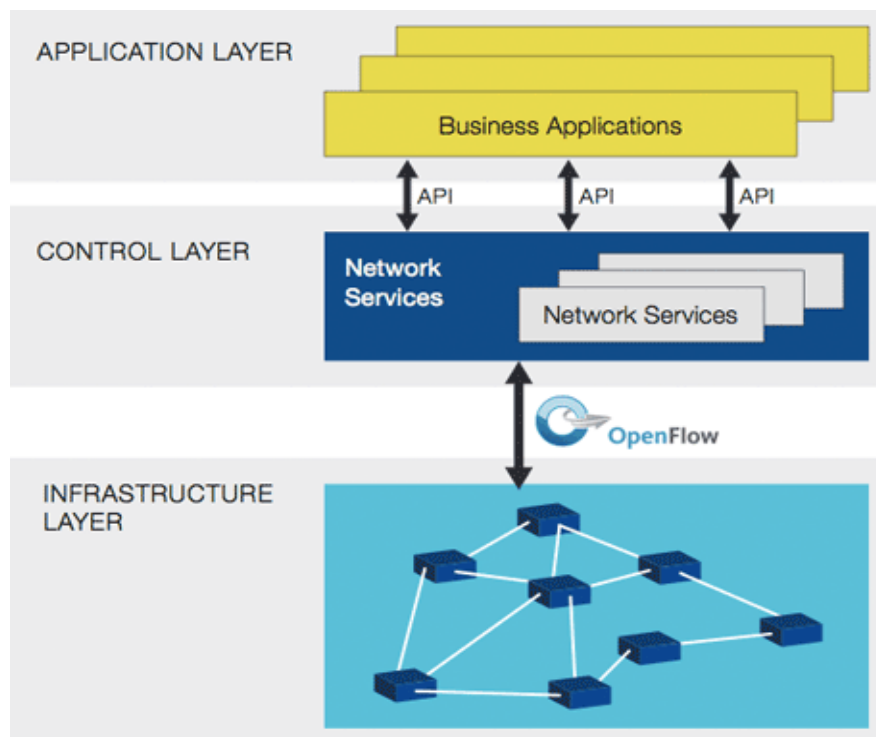 APPLICATION LAYER
Business Applications
API
API
API
CONTROL LAYER
Network
Services
Network Services
OpenFlow
INFRASTRUCTURE
LAYER